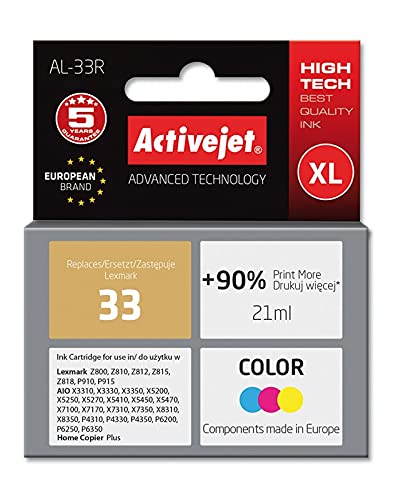 AL-33R
HIGH
TECH
BEST
QUALITY
INK
XL
5
YEARS
GUARANTEE
EUROPEAN
BRAND
Activejet®
ADVANCED TECHNOLOGY
Replaces/Ersetzt/Zastępuje
Lexmark
33
+90% Print More
Drukuj więcej*
21ml
Ink Cartridge for use in/ do użytku w
Lexmark Z800, Z810, Z812, Z815,
Z818, P910, P915
AIO X3310, X3330, X3350, X5200,
X5250, X5270, X5410, X5450, X5470,
X7100, X7170, X7310, X7350, X8310,
X8350, P4310, P4330, P4350, P6200,
P6250, P6350
Home Copier Plus
COLOR
Components made in Europe